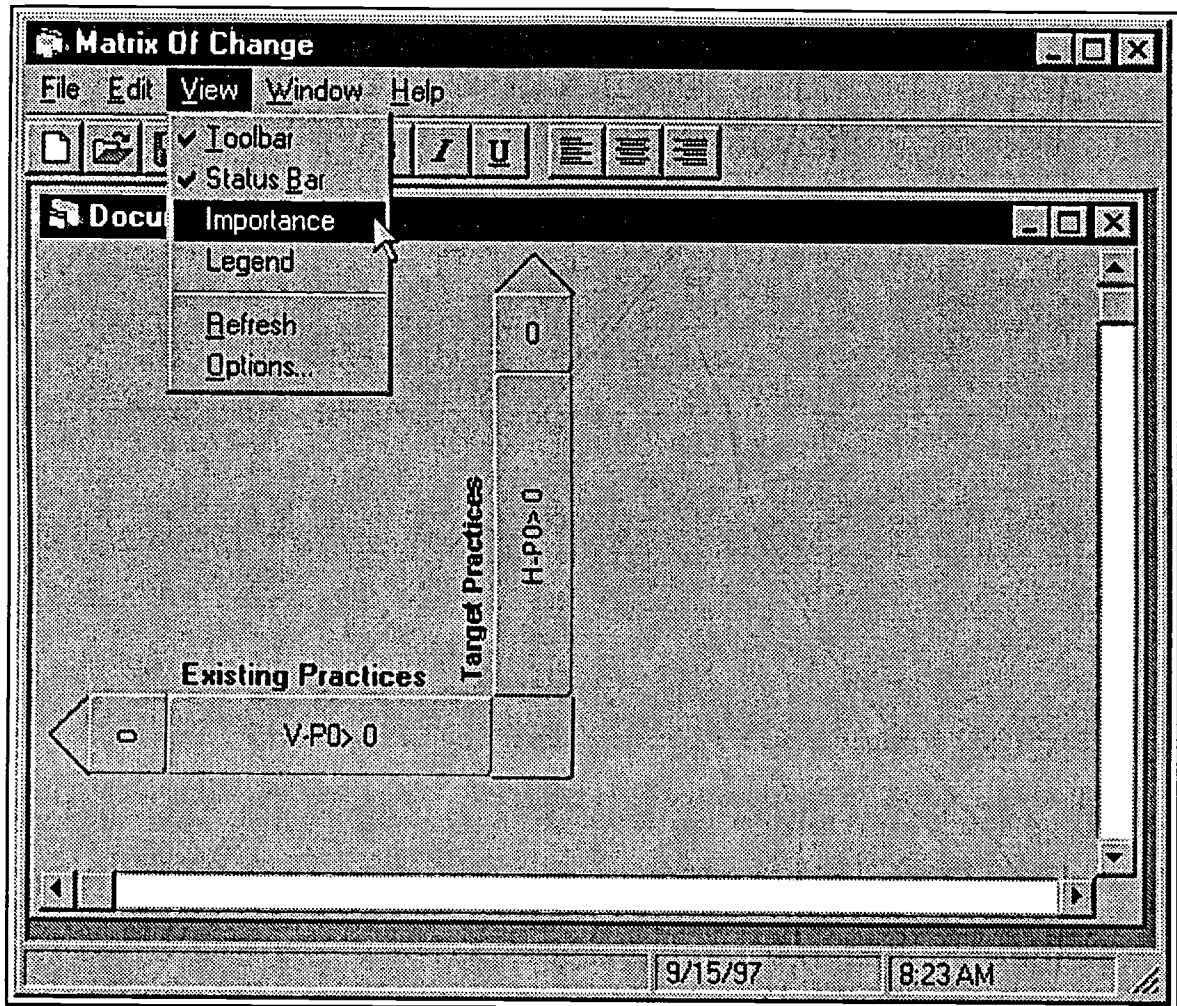 Matrix Of Change
File Edit View Window Help
Toolbar
I U
Status Bar
Docu
Importance
Legend
Refresh
Options...
0
Target Practices
H-P0> 0
Existing Practices
0
V-P0> 0
9/15/97
8:23 AM